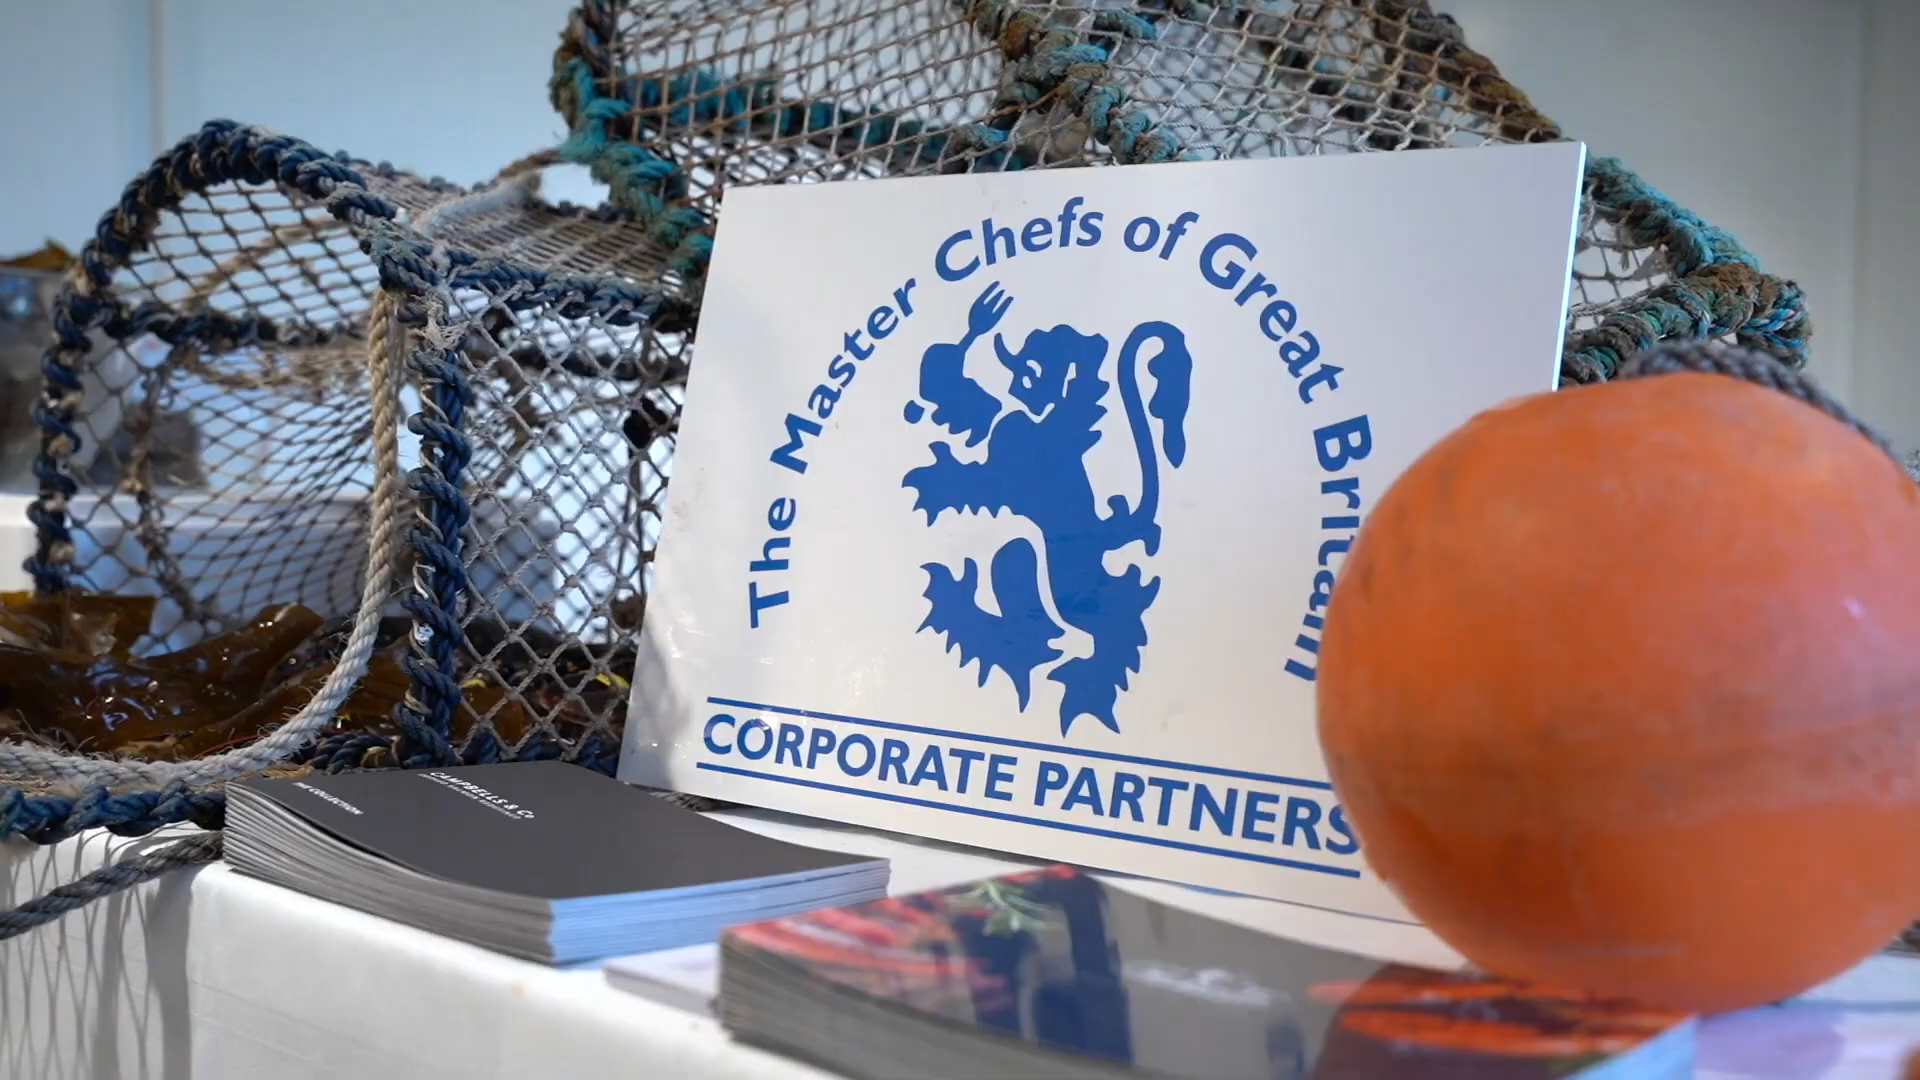 The Master Chefs of Great Britain
CORPORATE PARTNERS
CAMPBELLS & Co
THE COLLECTION